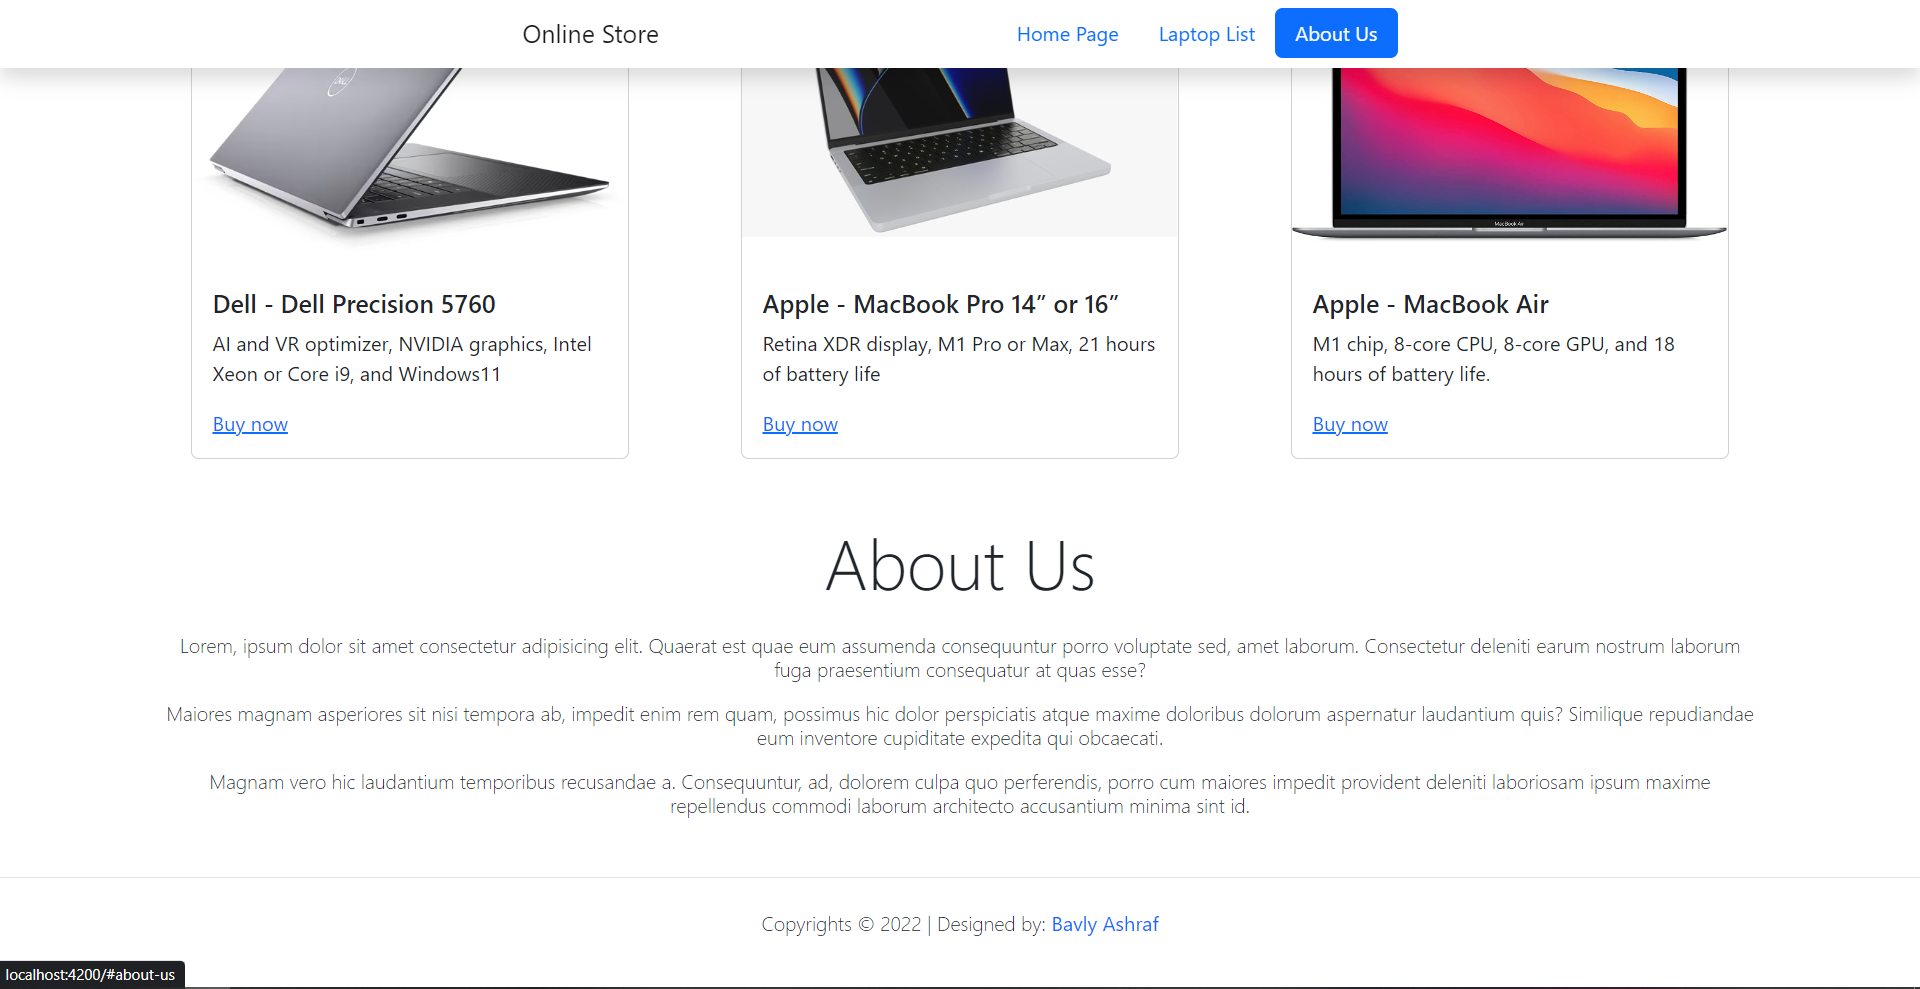 Online Store
Home Page
Laptop List
About Us
DELL
MacBook Air
Dell - Dell Precision 5760
AI and VR optimizer, NVIDIA graphics, Intel
Xeon or Core i9, and Windows11
Buy now
Apple - MacBook Pro 14” or 16”
Retina XDR display, M1 Pro or Max, 21 hours
of battery life
Buy now
Apple - MacBook Air
M1 chip, 8-core CPU, 8-core GPU, and 18
hours of battery life.
Buy now
About Us
Lorem, ipsum dolor sit amet consectetur adipisicing elit. Quaerat est quae eum assumenda consequuntur porro voluptate sed, amet laborum. Consectetur deleniti earum nostrum laborum
fuga praesentium consequatur at quas esse?
Maiores magnam asperiores sit nisi tempora ab, impedit enim rem quam, possimus hic dolor perspiciatis atque maxime doloribus dolorum aspernatur laudantium quis? Similique repudiandae
eum inventore cupiditate expedita qui obcaecati.
Magnam vero hic laudantium temporibus recusandae a. Consequuntur, ad, dolorem culpa quo perferendis, porro cum maiores impedit provident deleniti laboriosam ipsum maxime
repellendus commodi laborum architecto accusantium minima sint id.
Copyrights © 2022 | Designed by: Bavly Ashraf
localhost:4200/#about-us